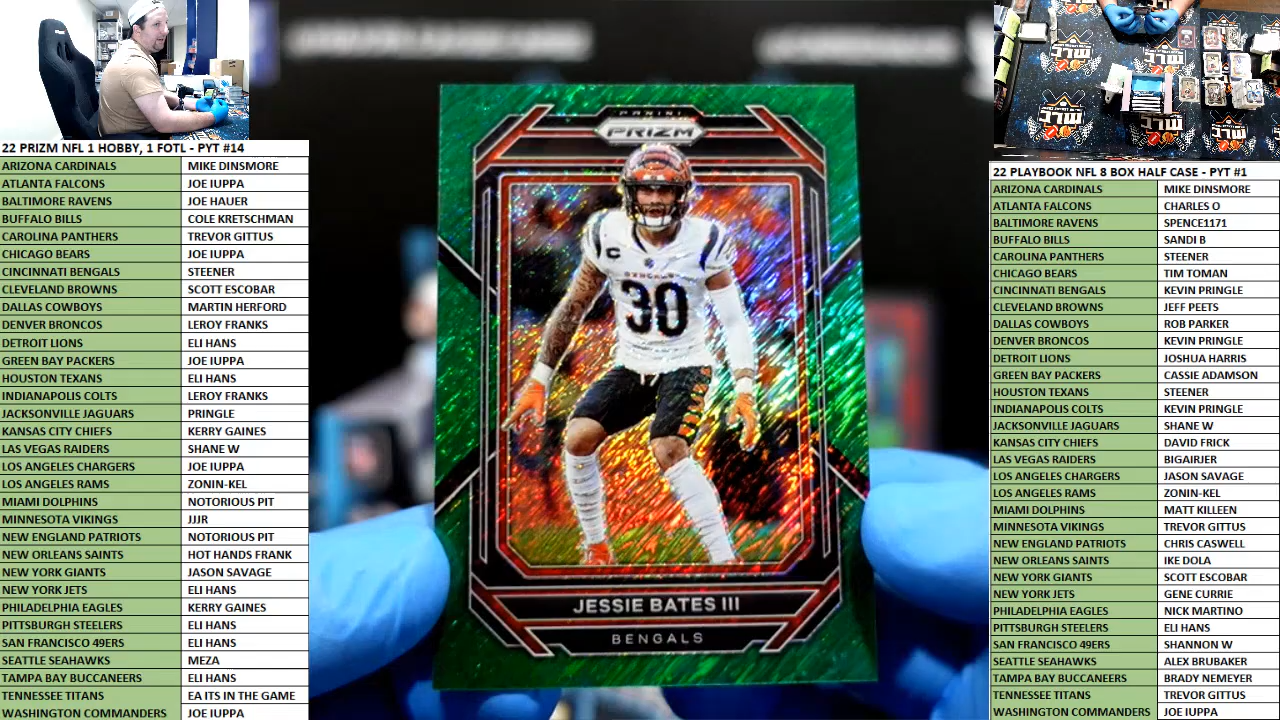 22 PRIZM NFL 1 HOBBY, 1 FOTL - PYT #14
ARIZONA CARDINALS MIKE DINSMORE
ATLANTA FALCONS JOE IUPPA
BALTIMORE RAVENS JOE HAUER
BUFFALO BILLS COLE KRETSCHMAN
CAROLINA PANTHERS TREVOR GITTUS
CHICAGO BEARS JOE IUPPA
CINCINNATI BENGALS STEENER
CLEVELAND BROWNS SCOTT ESCOBAR
DALLAS COWBOYS MARTIN HERFORD
DENVER BRONCOS LEROY FRANKS
DETROIT LIONS ELI HANS
GREEN BAY PACKERS JOE IUPPA
HOUSTON TEXANS ELI HANS
INDIANAPOLIS COLTS LEROY FRANKS
JACKSONVILLE JAGUARS PRINGLE
KANSAS CITY CHIEFS KERRY GAINES
LAS VEGAS RAIDERS SHANE W
LOS ANGELES CHARGERS JOE IUPPA
LOS ANGELES RAMS ZONIN-KEL
MIAMI DOLPHINS NOTORIOUS PIT
MINNESOTA VIKINGS JJJR
NEW ENGLAND PATRIOTS NOTORIOUS PIT
NEW ORLEANS SAINTS HOT HANDS FRANK
NEW YORK GIANTS JASON SAVAGE
NEW YORK JETS ELI HANS
PHILADELPHIA EAGLES KERRY GAINES
PITTSBURGH STEELERS ELI HANS
SAN FRANCISCO 49ERS ELI HANS
SEATTLE SEAHAWKS MEZA
TAMPA BAY BUCCANEERS ELI HANS
TENNESSEE TITANS EA ITS IN THE GAME
WASHINGTON COMMANDERS JOE IUPPA
PANINI
PRIZM
C
BENGALS
30
JESSIE BATES III
BENGALS
MLC
MLC
MLC
MLC
22 PLAYBOOK NFL 8 BOX HALF CASE - PYT #1
ARIZONA CARDINALS MIKE DINSMORE
ATLANTA FALCONS CHARLES O
BALTIMORE RAVENS SPENCE1171
BUFFALO BILLS SANDI B
CAROLINA PANTHERS STEENER
CHICAGO BEARS TIM TOMAN
CINCINNATI BENGALS KEVIN PRINGLE
CLEVELAND BROWNS JEFF PEETS
DALLAS COWBOYS ROB PARKER
DENVER BRONCOS KEVIN PRINGLE
DETROIT LIONS JOSHUA HARRIS
GREEN BAY PACKERS CASSIE ADAMSON
HOUSTON TEXANS STEENER
INDIANAPOLIS COLTS KEVIN PRINGLE
JACKSONVILLE JAGUARS SHANE W
KANSAS CITY CHIEFS DAVID FRICK
LAS VEGAS RAIDERS BIGAIRJER
LOS ANGELES CHARGERS JASON SAVAGE
LOS ANGELES RAMS ZONIN-KEL
MIAMI DOLPHINS MATT KILLEEN
MINNESOTA VIKINGS TREVOR GITTUS
NEW ENGLAND PATRIOTS CHRIS CASWELL
NEW ORLEANS SAINTS IKE DOLA
NEW YORK GIANTS SCOTT ESCOBAR
NEW YORK JETS GENE CURRIE
PHILADELPHIA EAGLES NICK MARTINO
PITTSBURGH STEELERS ELI HANS
SAN FRANCISCO 49ERS SHANNON W
SEATTLE SEAHAWKS ALEX BRUBAKER
TAMPA BAY BUCCANEERS BRADY NEMEYER
TENNESSEE TITANS TREVOR GITTUS
WASHINGTON COMMANDERS JOE IUPPA